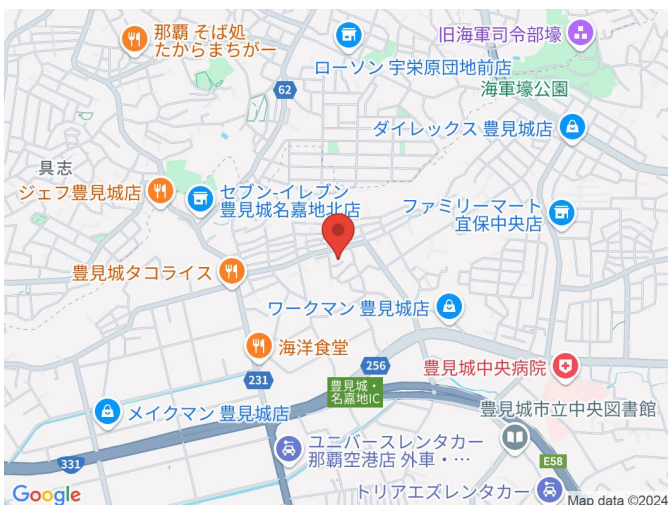 那覇 そば処
たからまちがー
旧海軍司令部壕
ローソン 宇栄原団地前店
海軍壕公園
62
ダイレックス 豊見城店
具志
ジェフ豊見城店
セブン-イレブン
豊見城名嘉地北店
ファミリーマート
宜保中央店
豊見城タコライス
ワークマン 豊見城店
海洋食堂
256
豊見城中央病院
231
豊見城・
名嘉地IC
メイクマン 豊見城店
豊見城市立中央図書館
ユニバースレンタカー
那覇空港店 外車・…
331
E58
トリアエズレンタカー
Google
Map data ©2024